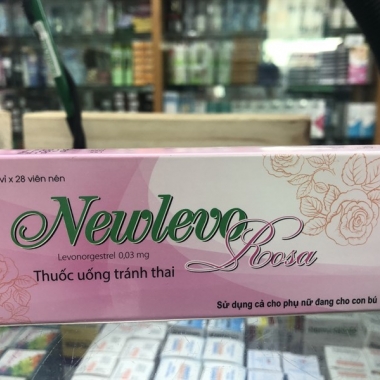 vỉ x 28 viên nén
Newlevo
Rosa
Levonorgestrel 0,03 mg
Thuốc uống tránh thai
Sử dụng cả cho phụ nữ đang cho con bú